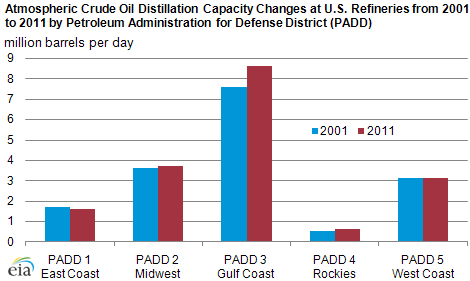 Atmospheric Crude Oil Distillation Capacity Changes at U.S. Refineries from 2001
to 2011 by Petroleum Administration for Defense District (PADD)
million barrels per day
9
8
7
6
5
4
3
2
1
0
2001 2011
PADD 1 PADD 2 PADD 3 PADD 4 PADD 5
East Coast Midwest Gulf Coast Rockies West Coast
eia